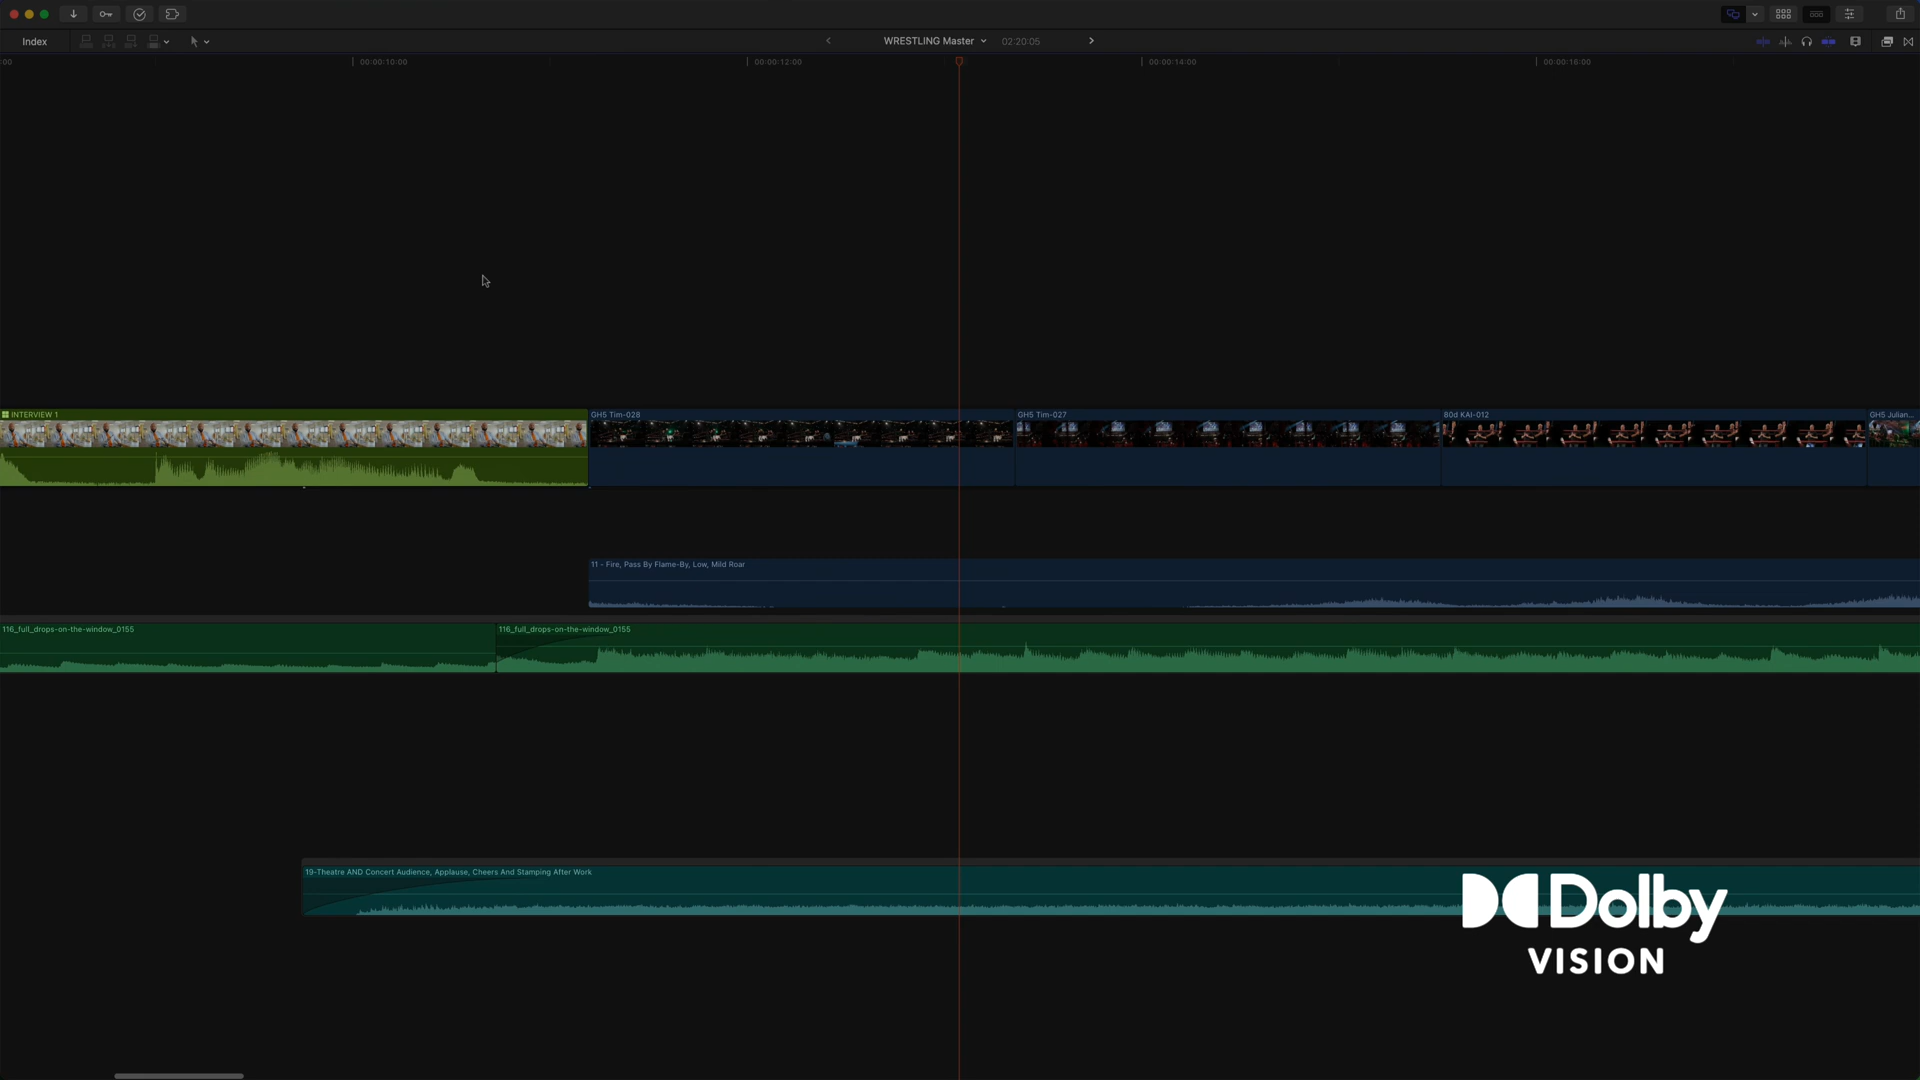 Index
WRESTLING Master
02:20:05
00:00:10:00
00:00:12:00
00:00:14:00
00:00:16:00
INTERVIEW 1
GH5 Tim-028
GH5 Tim-027
80d KAI-012
GH5 Julian...
11 - Fire, Pass By Flame-By, Low, Mild Roar
116_full_drops-on-the-window_0155
116_full_drops-on-the-window_0155
19-Theatre AND Concert Audience, Applause, Cheers And Stamping After Work
Dolby
VISION